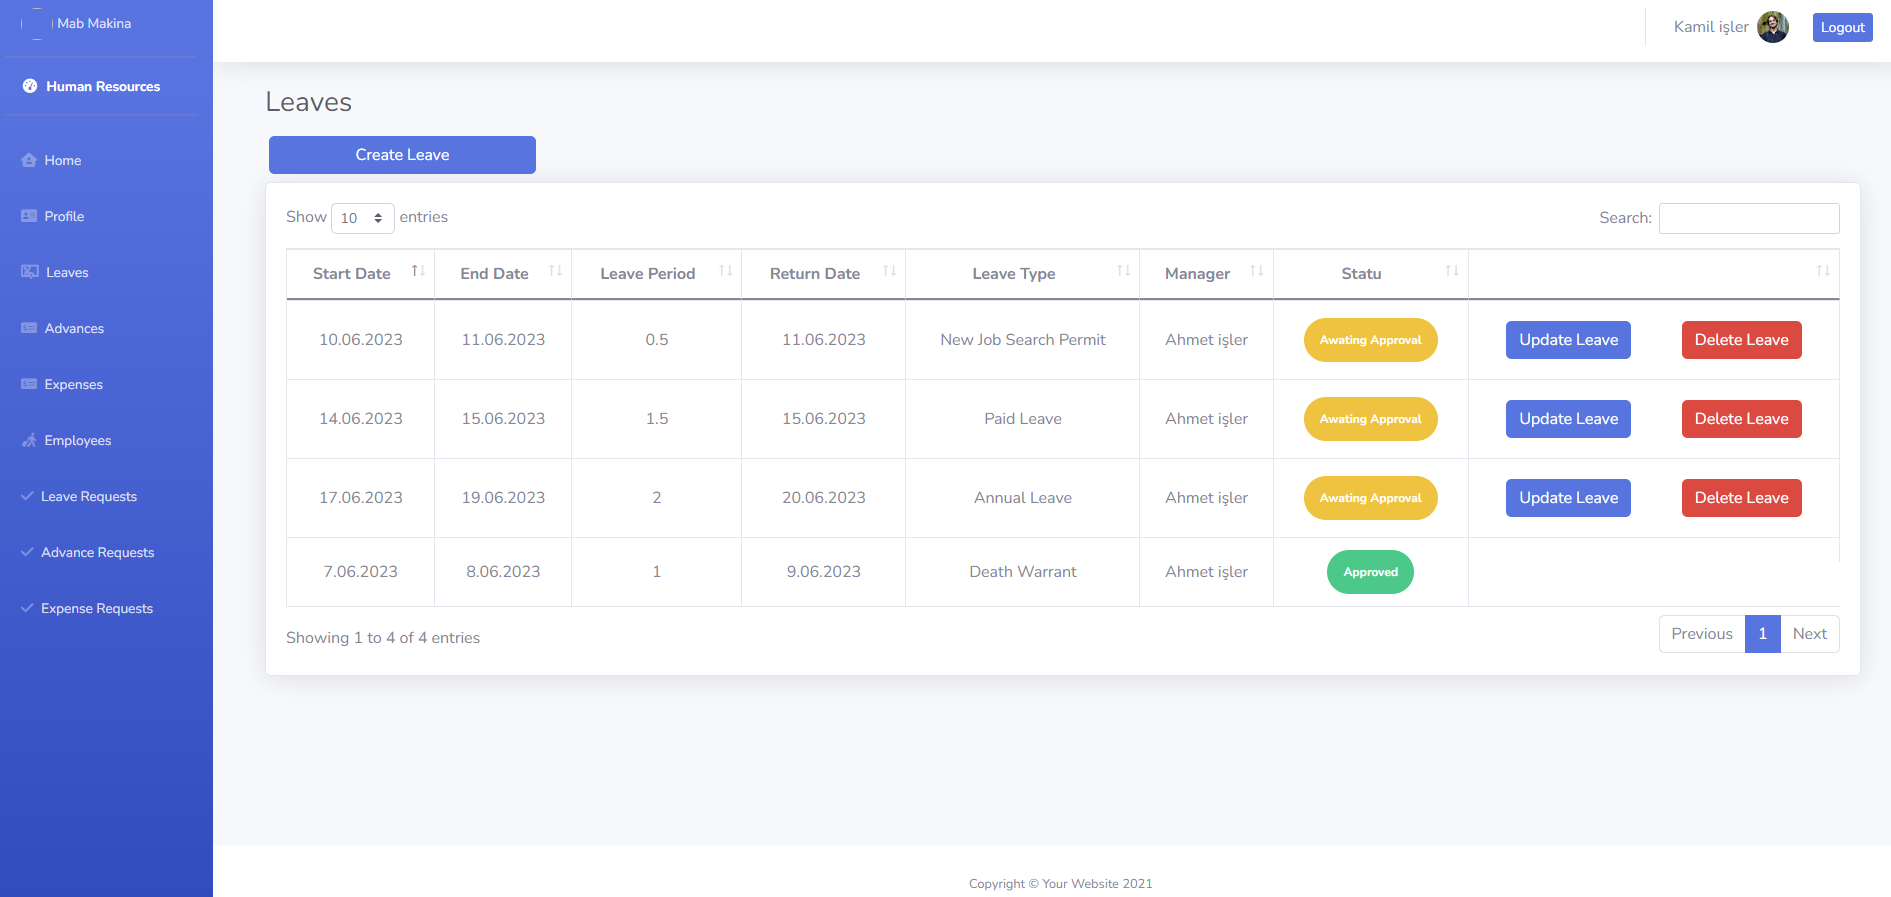 Mab Makina
Kamil işler
Logout
Human Resources
Home
Profile
Leaves
Advances
Expenses
Employees
Leave Requests
Advance Requests
Expense Requests
Leaves
Create Leave
Show 10 entries
Search:
Start Date End Date Leave Period Return Date Leave Type Manager Statu
10.06.2023 11.06.2023 0.5 11.06.2023 New Job Search Permit Ahmet işler Awating Approval Update Leave Delete Leave
14.06.2023 15.06.2023 1.5 15.06.2023 Paid Leave Ahmet işler Awating Approval Update Leave Delete Leave
17.06.2023 19.06.2023 2 20.06.2023 Annual Leave Ahmet işler Awating Approval Update Leave Delete Leave
7.06.2023 8.06.2023 1 9.06.2023 Death Warrant Ahmet işler Approved
Showing 1 to 4 of 4 entries
Previous 1 Next
Copyright © Your Website 2021